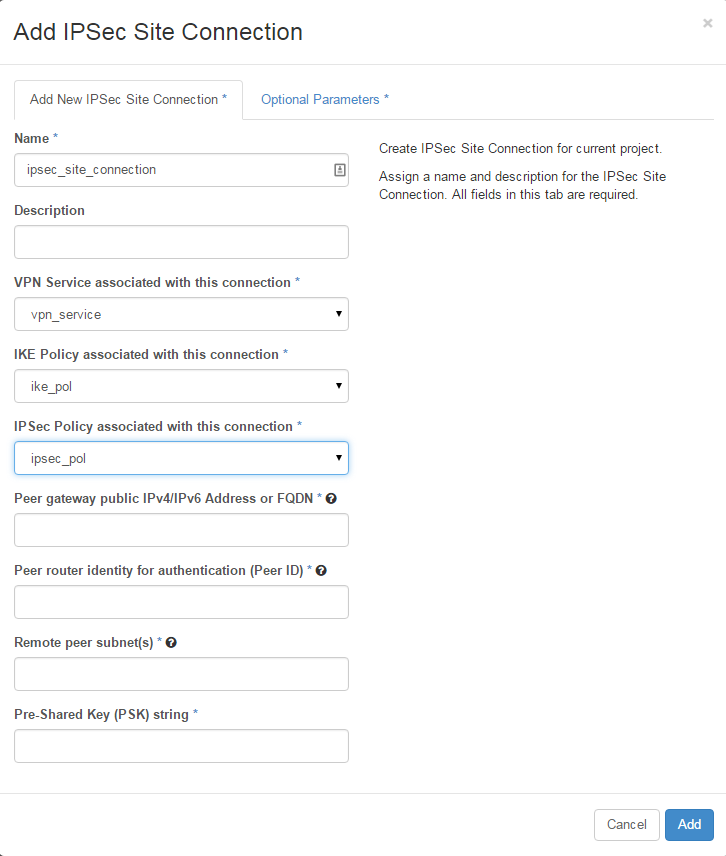 Add IPSec Site Connection
×
Add New IPSec Site Connection *
Optional Parameters *
Name *
ipsec_site_connection
Create IPSec Site Connection for current project.
Assign a name and description for the IPSec Site
Connection. All fields in this tab are required.
Description
VPN Service associated with this connection *
vpn_service
IKE Policy associated with this connection *
ike_pol
IPSec Policy associated with this connection *
ipsec_pol
Peer gateway public IPv4/IPv6 Address or FQDN * ?
Peer router identity for authentication (Peer ID) * ?
Remote peer subnet(s) * ?
Pre-Shared Key (PSK) string *
Cancel
Add